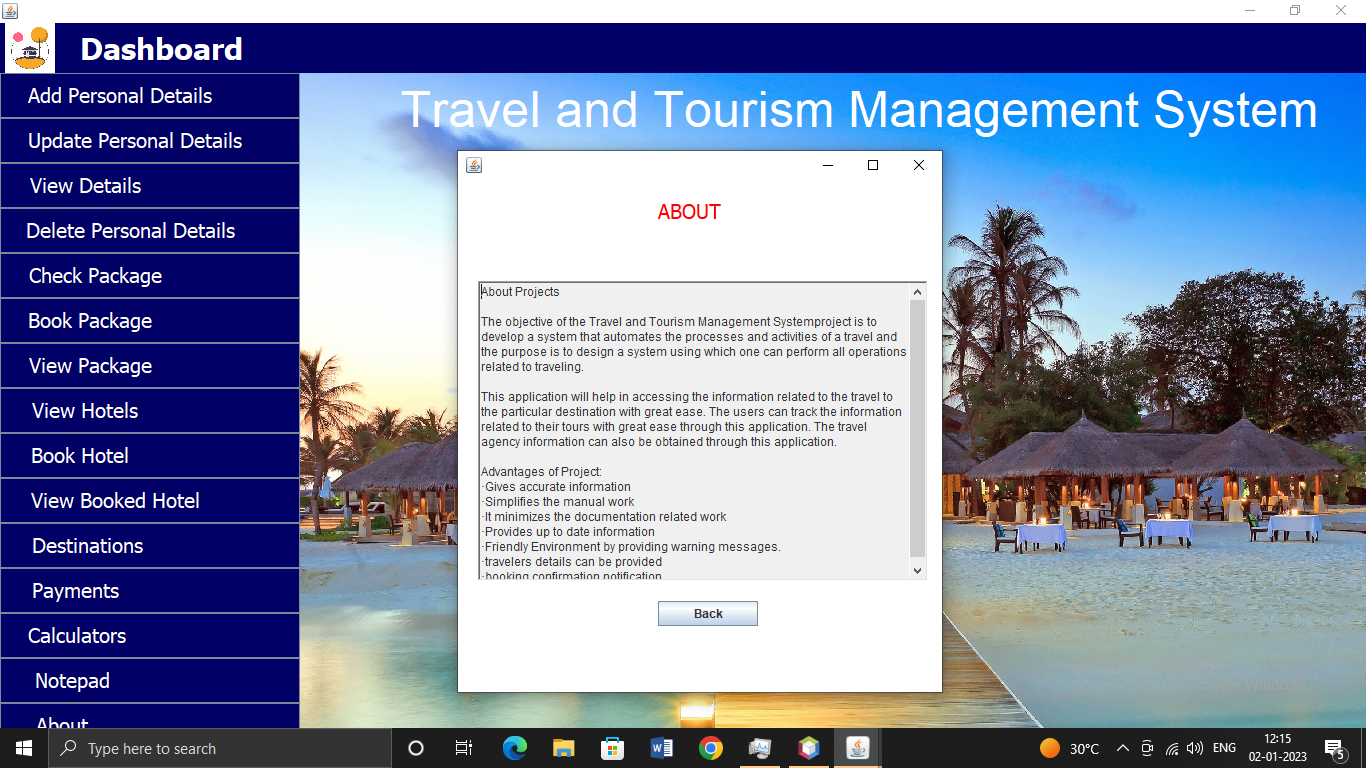 Dashboard
Add Personal Details
Update Personal Details
View Details
Delete Personal Details
Check Package
Book Package
View Package
View Hotels
Book Hotel
View Booked Hotel
Destinations
Payments
Calculators
Notepad
About
Travel and Tourism Management System
ABOUT
About Projects
The objective of the Travel and Tourism Management Systemproject is to
develop a system that automates the processes and activities of a travel and
the purpose is to design a system using which one can perform all operations
related to traveling.
This application will help in accessing the information related to the travel to
the particular destination with great ease. The users can track the information
related to their tours with great ease through this application. The travel
agency information can also be obtained through this application.
Advantages of Project:
·Gives accurate information
·Simplifies the manual work
·It minimizes the documentation related work
·Provides up to date information
·Friendly Environment by providing warning messages.
·travelers details can be provided
·booking confirmation notification
Back
Type here to search
30°C
ENG
12:15
02-01-2023
5